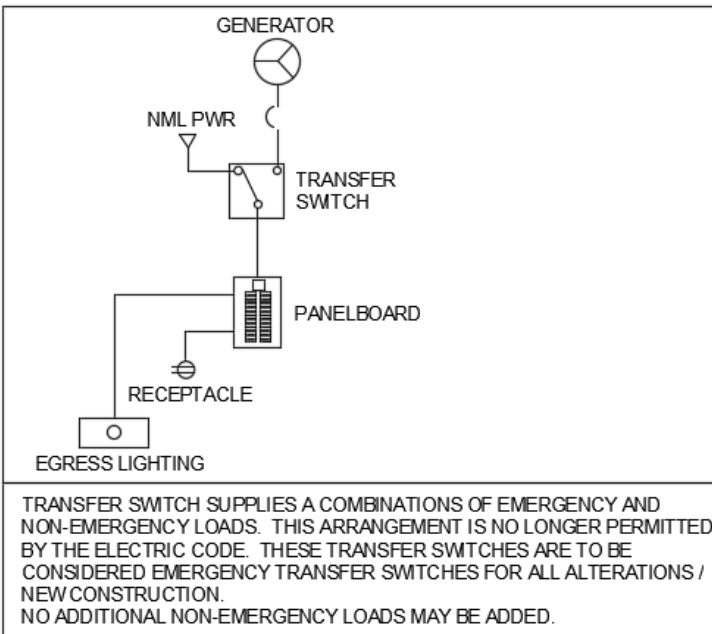 GENERATOR
NML PWR
TRANSFER
SWITCH
PANELBOARD
RECEPTACLE
EGRESS LIGHTING
TRANSFER SWITCH SUPPLIES A COMBINATIONS OF EMERGENCY AND
NON-EMERGENCY LOADS. THIS ARRANGEMENT IS NO LONGER PERMITTED
BY THE ELECTRIC CODE. THESE TRANSFER SWITCHES ARE TO BE
CONSIDERED EMERGENCY TRANSFER SWITCHES FOR ALL ALTERATIONS /
NEW CONSTRUCTION.
NO ADDITIONAL NON-EMERGENCY LOADS MAY BE ADDED.